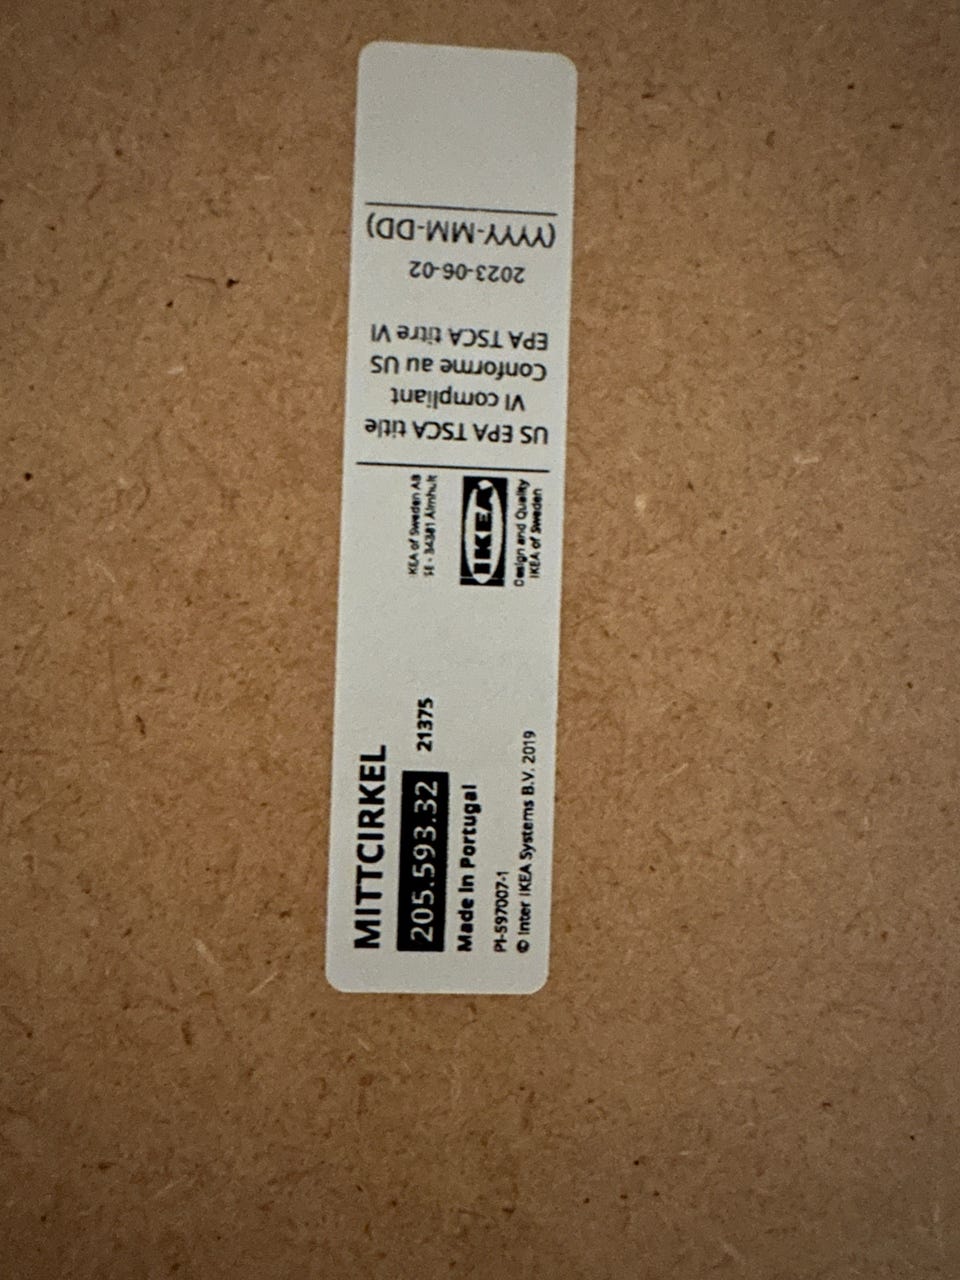 MITTCIRKEL
205.593.32 21375
Made in Portugal
PI-597007-1
© Inter IKEA Systems B.V. 2019
IKEA of Sweden AB
SE - 34381 Älmhult
IKEA
Design and Quality
IKEA of Sweden
US EPA TSCA title
VI compliant
Conforme au US
EPA TSCA titre VI
2023-06-02
(YYYY-MM-DD)